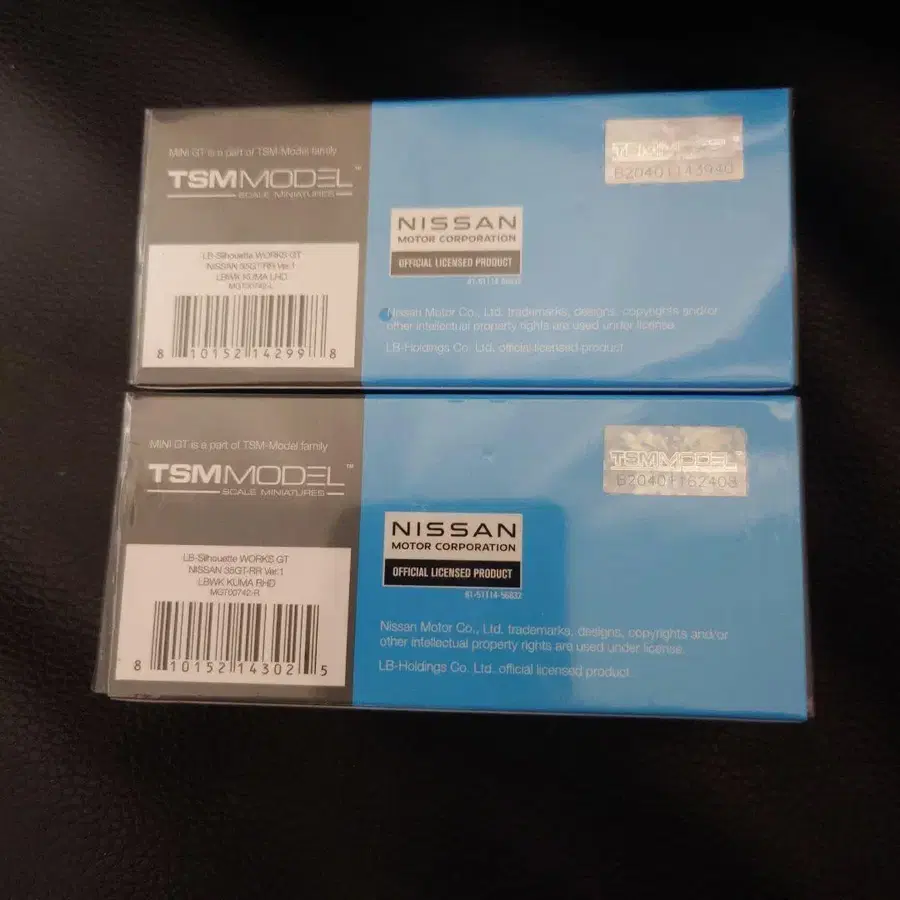 MINI GT is a part of TSM-Model family
TSMMODEL™
SCALE MINIATURES
LB-Silhouette WORKS GT
NISSAN 35GT-RR Ver.1
LBWK KUMA LHD
MGT00742-L
8 10152 14299 8
TSMMODEL
B20401143940
NISSAN
MOTOR CORPORATION
OFFICIAL LICENSED PRODUCT
Nissan Motor Co., Ltd. trademarks, designs, copyrights and/or
other intellectual property rights are used under license.
LB-Holdings Co. Ltd. official licensed product.
MINI GT is a part of TSM-Model family
TSMMODEL™
SCALE MINIATURES
LB-Silhouette WORKS GT
NISSAN 35GT-RR Ver.1
LBWK KUMA RHD
MGT00742-R
8 10152 14302 5
TSMMODEL
B20401162408
NISSAN
MOTOR CORPORATION
OFFICIAL LICENSED PRODUCT
61-51114-56832
Nissan Motor Co., Ltd. trademarks, designs, copyrights and/or
other intellectual property rights are used under license.
LB-Holdings Co. Ltd. official licensed product.